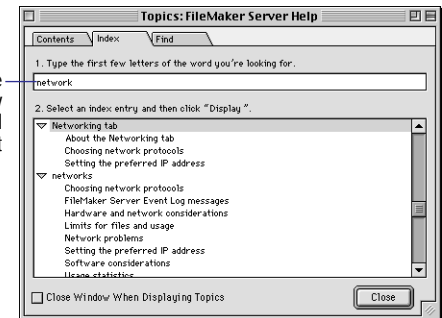 Topics: FileMaker Server Help
Contents Index Find
1. Type the first few letters of the word you're looking for.
network
2. Select an index entry and then click "Display ".
Networking tab
About the Networking tab
Choosing network protocols
Setting the preferred IP address
networks
Choosing network protocols
FileMaker Server Event Log messages
Hardware and network considerations
Limits for files and usage
Network problems
Setting the preferred IP address
Software considerations
Usage statistics
Close Window When Displaying Topics
Close